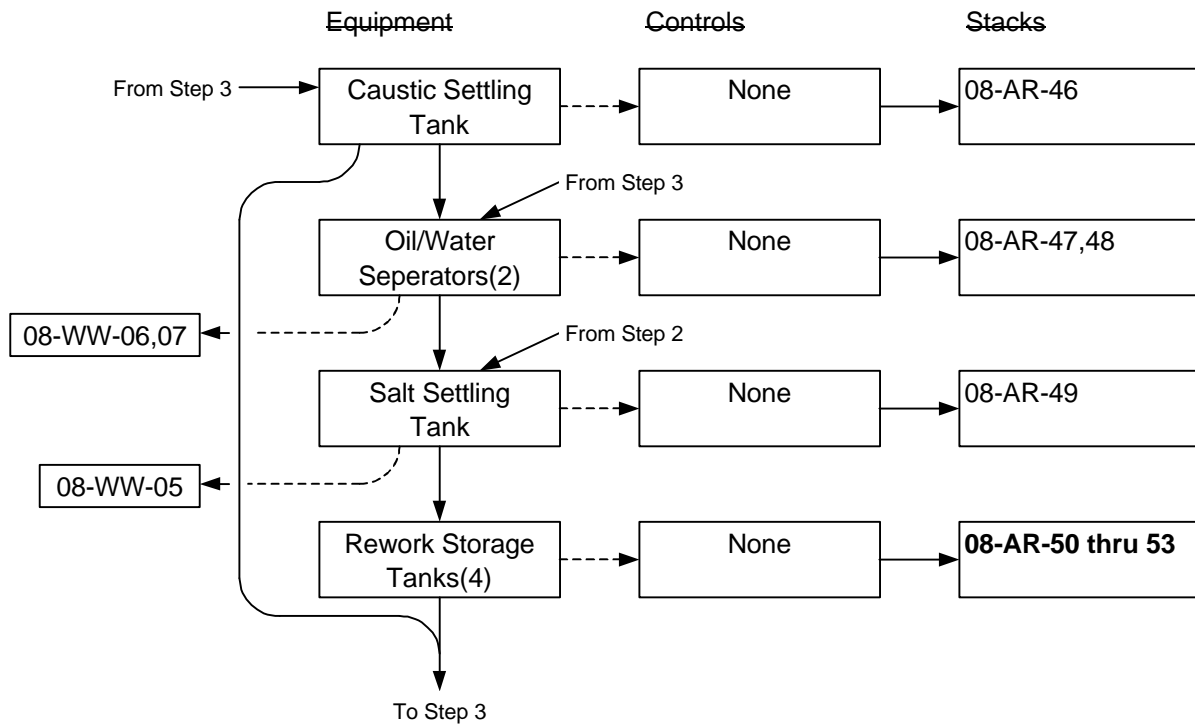 Equipment
Controls
Stacks
From Step 3
Caustic Settling
Tank
None
08-AR-46
From Step 3
Oil/Water
Seperators(2)
None
08-AR-47,48
08-WW-06,07
From Step 2
Salt Settling
Tank
None
08-AR-49
08-WW-05
Rework Storage
Tanks(4)
None
08-AR-50 thru 53
To Step 3